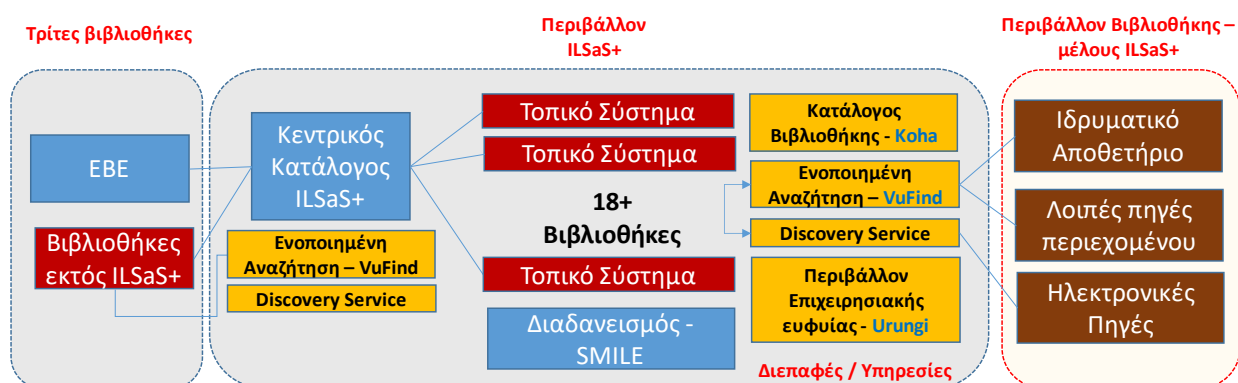 Τρίτες βιβλιοθήκες
Περιβάλλον
ILSaS+
Περιβάλλον Βιβλιοθήκης –
μέλους ILSaS+
ΕΒΕ
Βιβλιοθήκες
εκτός ILSaS+
Κεντρικός
Κατάλογος
ILSaS+
Ενοποιημένη
Αναζήτηση – VuFind
Discovery Service
Τοπικό Σύστημα
Τοπικό Σύστημα
18+
Βιβλιοθήκες
Τοπικό Σύστημα
Διαδανεισμός -
SMILE
Κατάλογος
Βιβλιοθήκης - Koha
Ενοποιημένη
Αναζήτηση – VuFind
Discovery Service
Περιβάλλον
Επιχειρησιακής
ευφυίας - Urungi
Διεπαφές / Υπηρεσίες
Ιδρυματικό
Αποθετήριο
Λοιπές πηγές
περιεχομένου
Ηλεκτρονικές
Πηγές